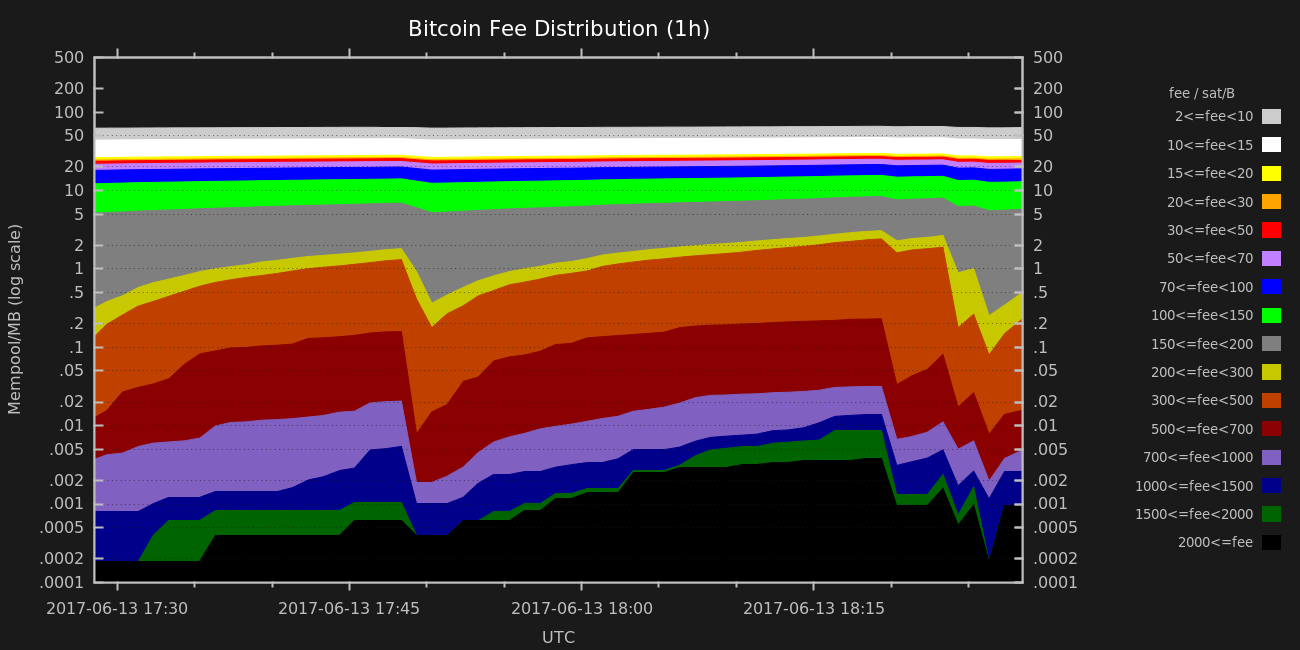 Bitcoin Fee Distribution (1h)
500
200
100
50
20
10
5
2
1
.5
.2
.1
.05
.02
.01
.005
.002
.001
.0005
.0002
.0001
Mempool/MB (log scale)
500
200
100
50
20
10
5
2
1
.5
.2
.1
.05
.02
.01
.005
.002
.001
.0005
.0002
.0001
2017-06-13 17:30
2017-06-13 17:45
2017-06-13 18:00
2017-06-13 18:15
UTC
fee / sat/B
2<=fee<10
10<=fee<15
15<=fee<20
20<=fee<30
30<=fee<50
50<=fee<70
70<=fee<100
100<=fee<150
150<=fee<200
200<=fee<300
300<=fee<500
500<=fee<700
700<=fee<1000
1000<=fee<1500
1500<=fee<2000
2000<=fee